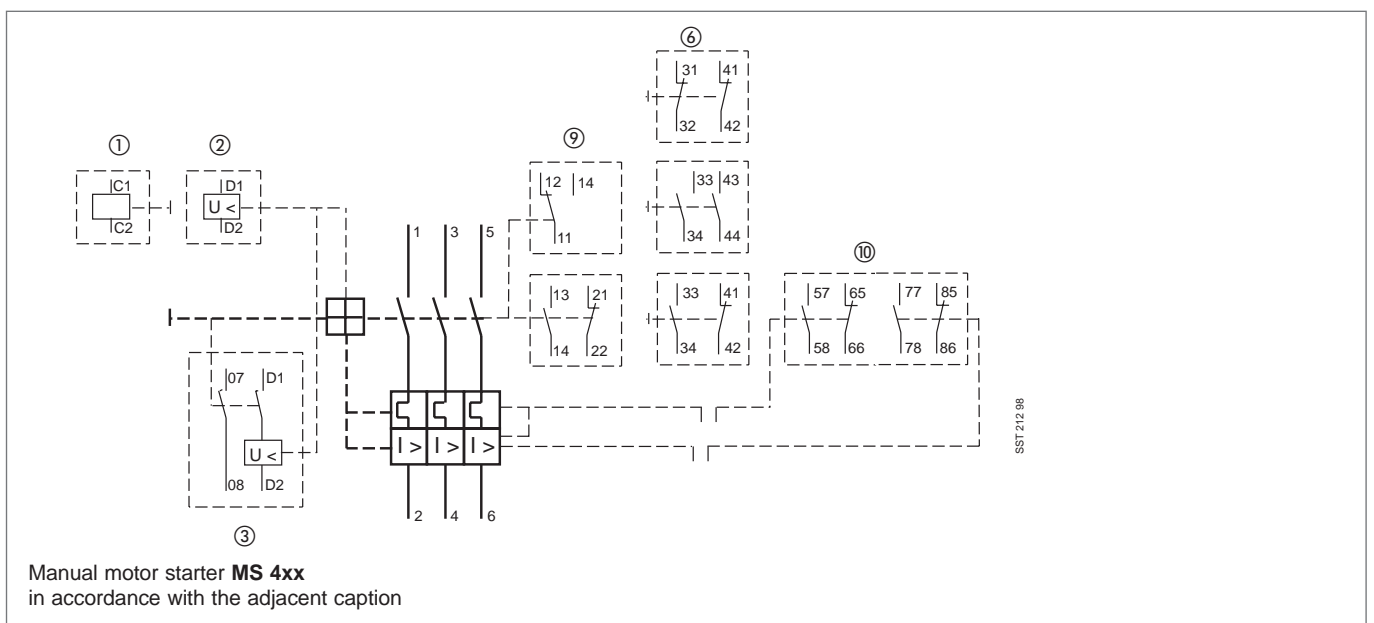 ⑥
31 41
32 42
① ② ⑨
C1 D1
U <
C2 D2
12 14
11
33 43
34 44
1 3 5
⑩
13 21
14 22
33 41
34 42
57 65 77 85
58 66 78 86
07 D1
U <
08 D2
I > I > I >
2 4 6
③
SST 212 98
Manual motor starter MS 4xx
in accordance with the adjacent caption